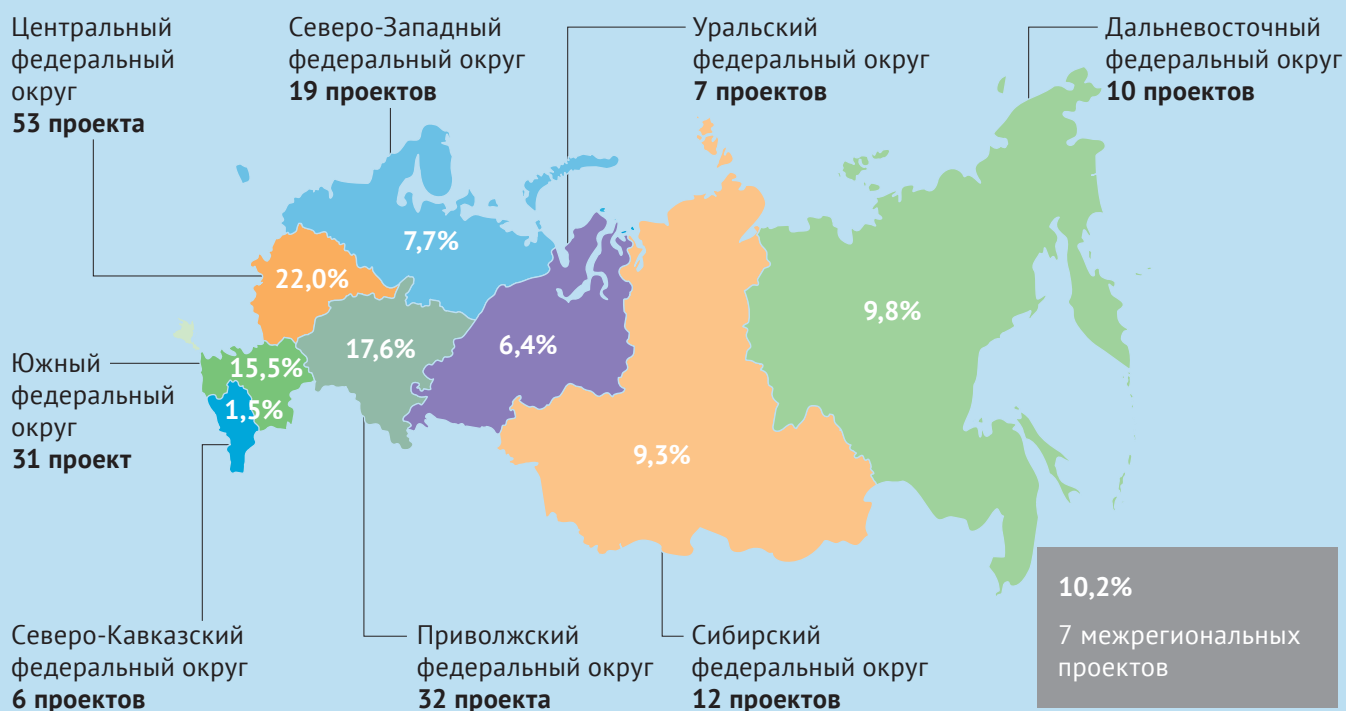 Центральный
федеральный
округ
53 проекта
Северо-Западный
федеральный округ
19 проектов
Уральский
федеральный округ
7 проектов
Дальневосточный
федеральный округ
10 проектов
7,7%
22,0%
9,8%
17,6%
6,4%
15,5%
1,5%
9,3%
Южный
федеральный
округ
31 проект
Северо-Кавказский
федеральный округ
6 проектов
Приволжский
федеральный округ
32 проекта
Сибирский
федеральный округ
12 проектов
10,2%
7 межрегиональных
проектов